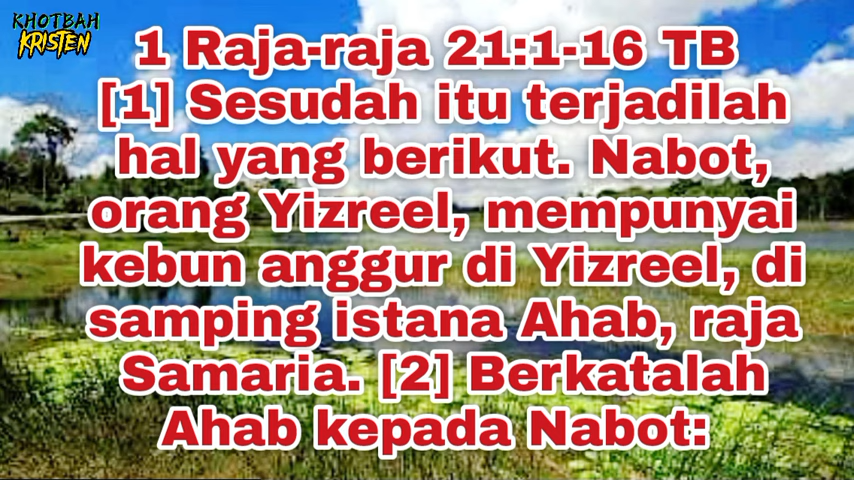 KHOTBAH
KRISTEN
1 Raja-raja 21:1-16 TB
[1] Sesudah itu terjadilah
hal yang berikut. Nabot,
orang Yizreel, mempunyai
kebun anggur di Yizreel, di
samping istana Ahab, raja
Samaria. [2] Berkatalah
Ahab kepada Nabot: